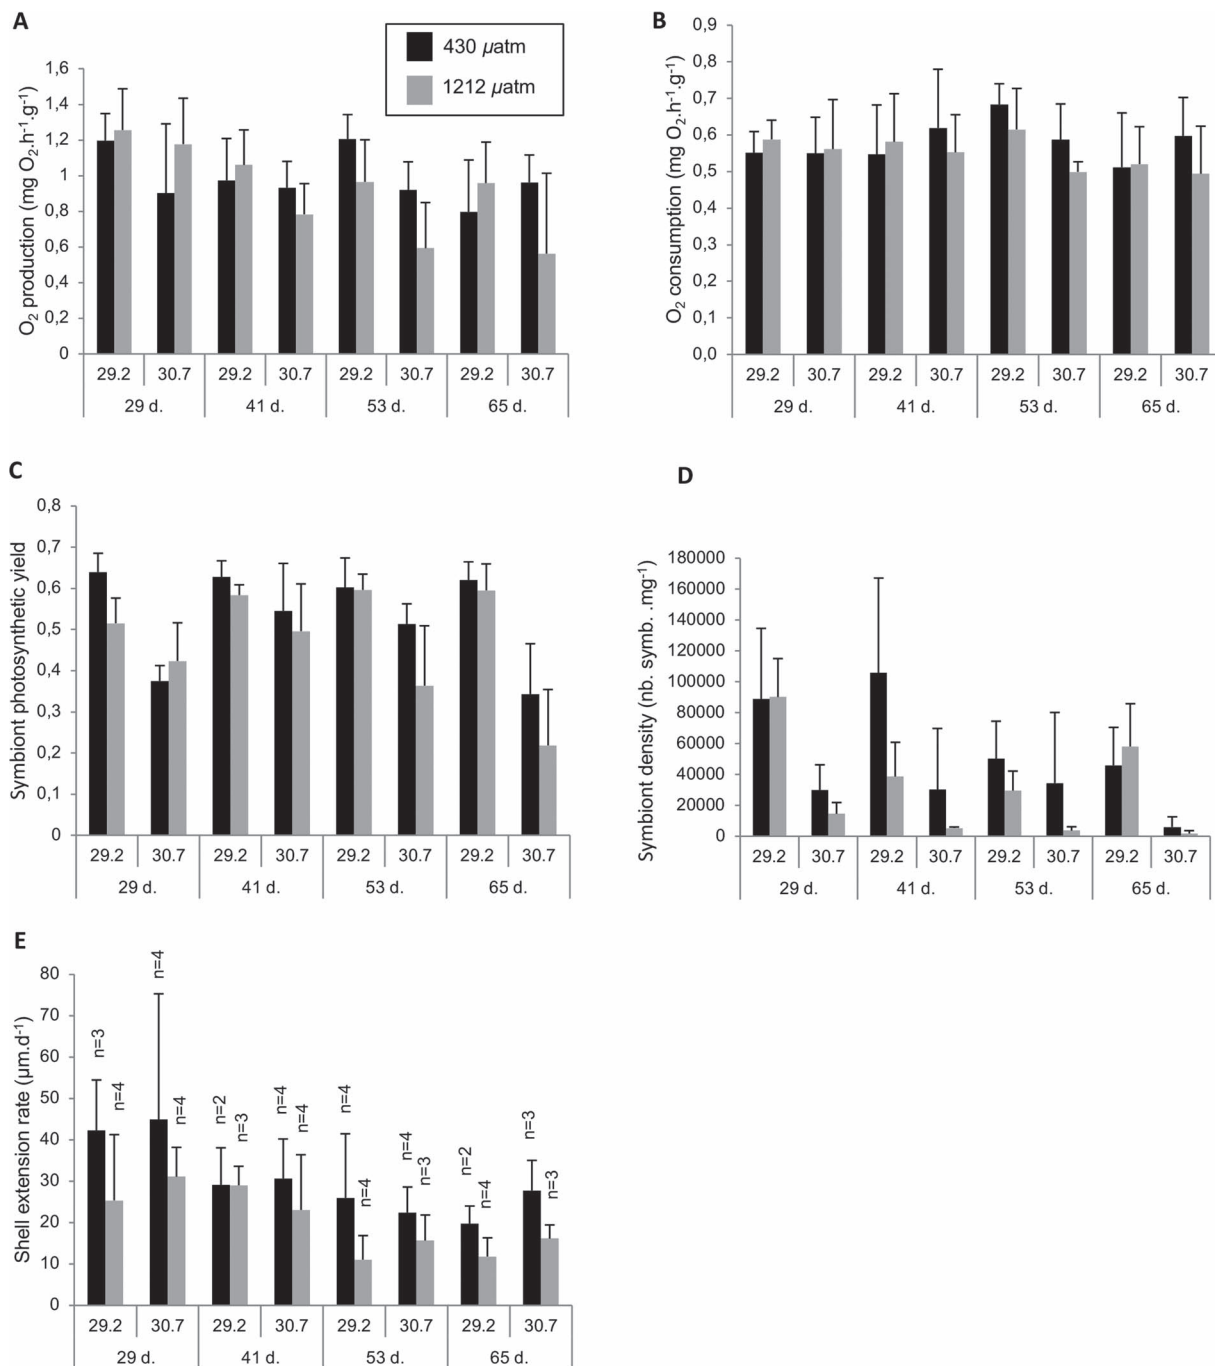 A
430 µatm
1212 µatm
O₂ production (mg O₂.h⁻¹.g⁻¹)
1,6
1,4
1,2
1
0,8
0,6
0,4
0,2
0
29.2 30.7 29.2 30.7 29.2 30.7 29.2 30.7
29 d. 41 d. 53 d. 65 d.
B
O₂ consumption (mg O₂.h⁻¹.g⁻¹)
0,9
0,8
0,7
0,6
0,5
0,4
0,3
0,2
0,1
0,0
29.2 30.7 29.2 30.7 29.2 30.7 29.2 30.7
29 d. 41 d. 53 d. 65 d.
C
Symbiont photosynthetic yield
0,8
0,7
0,6
0,5
0,4
0,3
0,2
0,1
0
29.2 30.7 29.2 30.7 29.2 30.7 29.2 30.7
29 d. 41 d. 53 d. 65 d.
D
Symbiont density (nb. symb. .mg⁻¹)
180000
160000
140000
120000
100000
80000
60000
40000
20000
0
29.2 30.7 29.2 30.7 29.2 30.7 29.2 30.7
29 d. 41 d. 53 d. 65 d.
E
Shell extension rate (µm.d⁻¹)
80
70
60
50
40
30
20
10
0
n=3
n=4
n=4
n=4
n=2
n=3
n=4
n=4
n=4
n=4
n=4
n=3
n=2
n=4
n=3
n=3
29.2 30.7 29.2 30.7 29.2 30.7 29.2 30.7
29 d. 41 d. 53 d. 65 d.